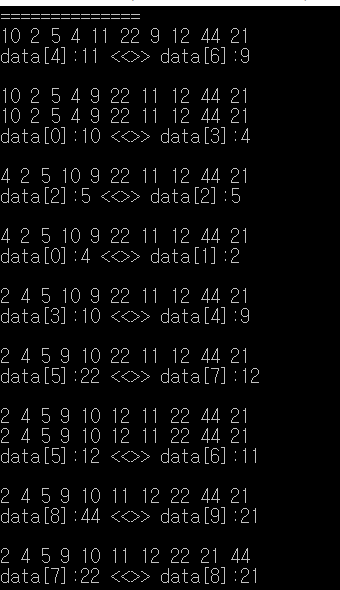 ==============
10 2 5 4 11 22 9 12 44 21
data[4]:11 <<>> data[6]:9
10 2 5 4 9 22 11 12 44 21
10 2 5 4 9 22 11 12 44 21
data[0]:10 <<>> data[3]:4
4 2 5 10 9 22 11 12 44 21
data[2]:5 <<>> data[2]:5
4 2 5 10 9 22 11 12 44 21
data[0]:4 <<>> data[1]:2
2 4 5 10 9 22 11 12 44 21
data[3]:10 <<>> data[4]:9
2 4 5 9 10 22 11 12 44 21
data[5]:22 <<>> data[7]:12
2 4 5 9 10 12 11 22 44 21
2 4 5 9 10 12 11 22 44 21
data[5]:12 <<>> data[6]:11
2 4 5 9 10 11 12 22 44 21
data[8]:44 <<>> data[9]:21
2 4 5 9 10 11 12 22 21 44
data[7]:22 <<>> data[8]:21